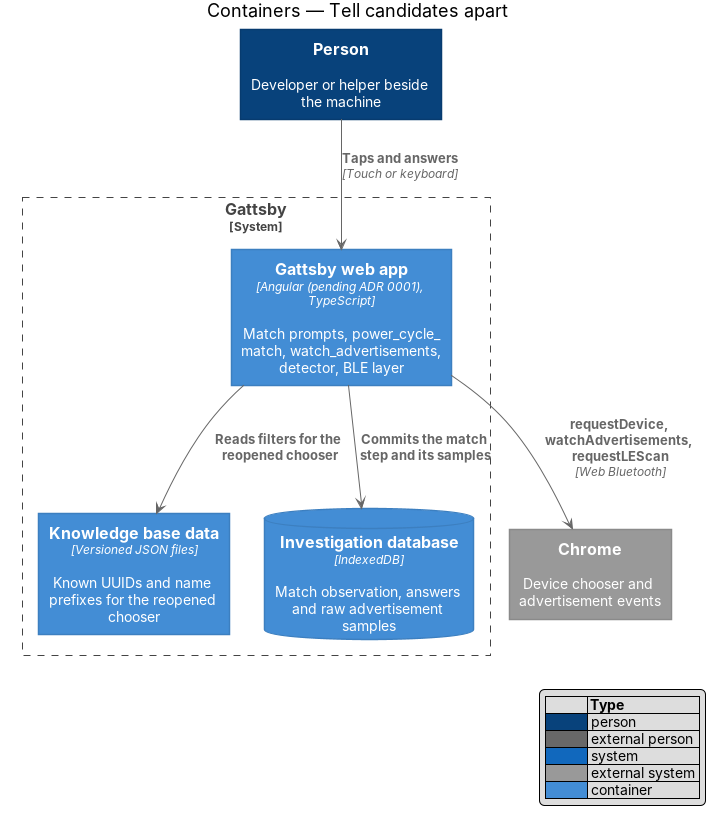 Containers — Tell candidates apart
Person
Developer or helper beside
the machine
Taps and answers
[Touch or keyboard]
Gattsby
[System]
Gattsby web app
[Angular (pending ADR 0001),
TypeScript]
Match prompts, power_cycle_
match, watch_advertisements,
detector, BLE layer
Reads filters for the
reopened chooser
Commits the match
step and its samples
requestDevice,
watchAdvertisements,
requestLEScan
[Web Bluetooth]
Knowledge base data
[Versioned JSON files]
Known UUIDs and name
prefixes for the reopened
chooser
Investigation database
[IndexedDB]
Match observation, answers
and raw advertisement
samples
Chrome
Device chooser and
advertisement events
Type
person
external person
system
external system
container